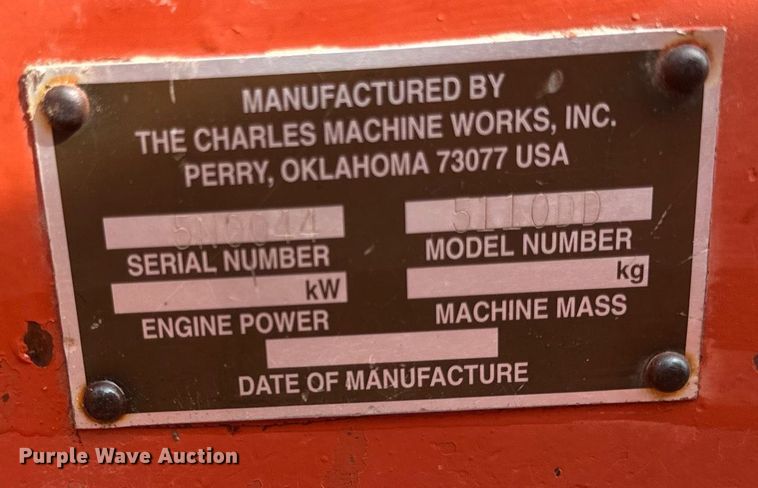 MANUFACTURED BY
THE CHARLES MACHINE WORKS, INC.
PERRY, OKLAHOMA 73077 USA
5110DD
SERIAL NUMBER
MODEL NUMBER
kW
kg
ENGINE POWER
MACHINE MASS
DATE OF MANUFACTURE
Purple Wave Auction